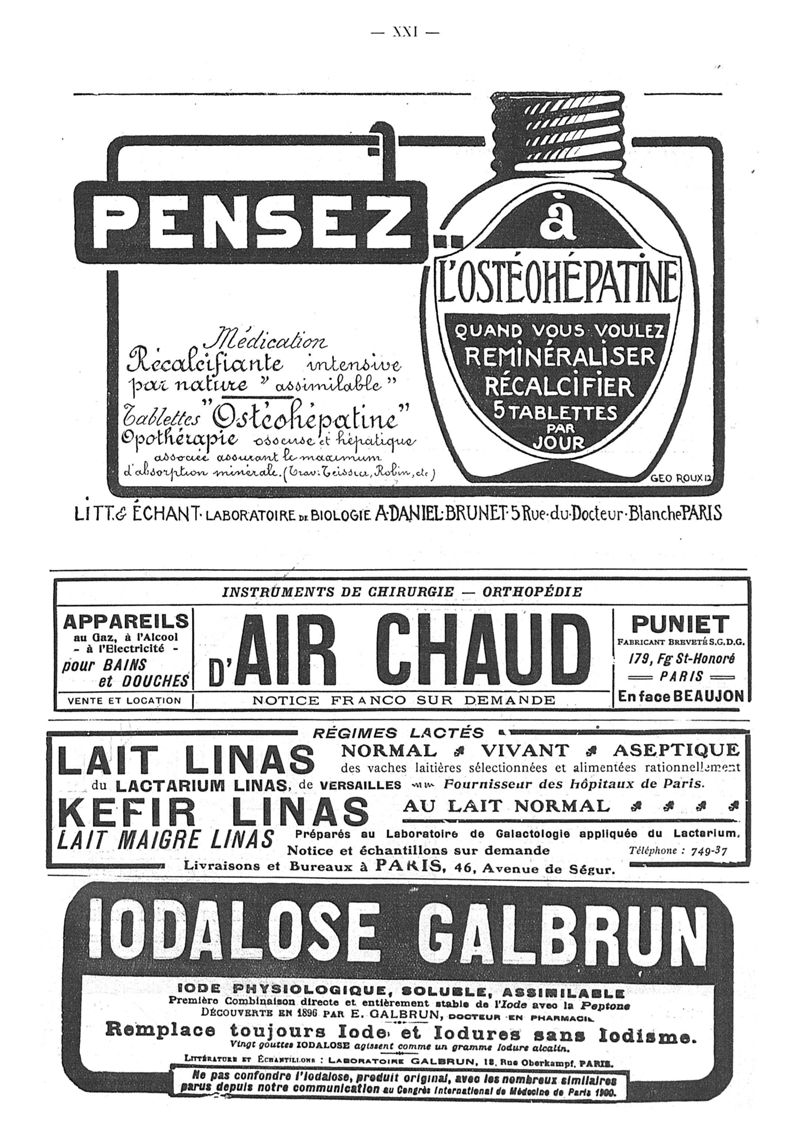 — XXI —
PENSEZ
à
L'OSTÉOHÉPATINE
QUAND VOUS VOULEZ
REMINÉRALISER
RÉCALCIFIER
5 TABLETTES
PAR
JOUR
GEO ROUX 12
Médication
Récalcifiante intensive
par nature "assimilable"
Tablettes "Ostéohépatine"
Opothérapie osseuse et hépatique
associée assurant le maximum
d'absorption minérale. (Trav: Teissier, Robin, etc)
LITT. & ÉCHANT. LABORATOIRE DE BIOLOGIE A. DANIEL-BRUNET. 5 Rue du Docteur Blanche PARIS
INSTRUMENTS DE CHIRURGIE — ORTHOPÉDIE
APPAREILS
au Gaz, à l'Alcool
- à l'Electricité -
pour BAINS
et DOUCHES
VENTE ET LOCATION
D'AIR CHAUD
NOTICE FRANCO SUR DEMANDE
PUNIET
FABRICANT BREVETÉ S.G.D.G.
179, Fg St-Honoré
PARIS
En face BEAUJON
RÉGIMES LACTÉS
LAIT LINAS NORMAL VIVANT ASEPTIQUE
des vaches laitières sélectionnées et alimentées rationnellement
du LACTARIUM LINAS, de VERSAILLES Fournisseur des hôpitaux de Paris.
KEFIR LINAS AU LAIT NORMAL
LAIT MAIGRE LINAS Préparés au Laboratoire de Galactologie appliquée du Lactarium.
Notice et échantillons sur demande Téléphone : 749-37
Livraisons et Bureaux à PARIS, 46, Avenue de Ségur.
IODALOSE GALBRUN
IODE PHYSIOLOGIQUE, SOLUBLE, ASSIMILABLE
Première Combinaison directe et entièrement stable de l'Iode avec la Peptone
DÉCOUVERTE EN 1896 PAR E. GALBRUN, DOCTEUR EN PHARMACIE
Remplace toujours Iode et Iodures sans Iodisme.
Vingt gouttes IODALOSE agissent comme un gramme Iodure alcalin.
LITTÉRATURE ET ÉCHANTILLONS : LABORATOIRE GALBRUN, 18, Rue Oberkampf, PARIS.
Ne pas confondre l'Iodalose, produit original, avec les nombreux similaires
parus depuis notre communication au Congrès International de Médecine de Paris 1900.